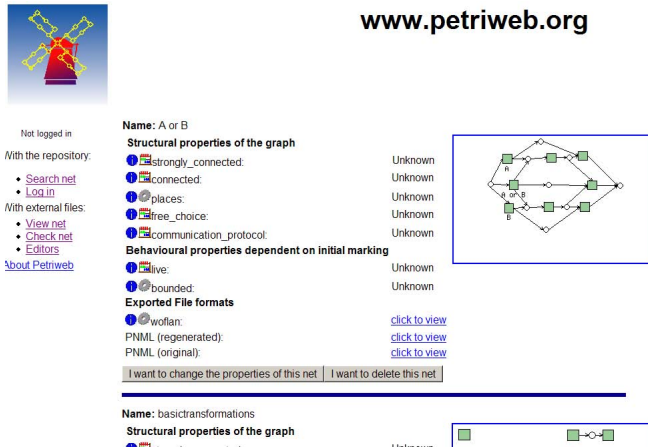 www.petriweb.org
Not logged in
With the repository:
Search net
Log in
With external files:
View net
Check net
Editors
About Petriweb
Name: A or B
Structural properties of the graph
strongly_connected: Unknown
connected: Unknown
places: Unknown
free_choice: Unknown
communication_protocol: Unknown
Behavioural properties dependent on initial marking
live: Unknown
bounded: Unknown
Exported File formats
woflan: click to view
PNML (regenerated): click to view
PNML (original): click to view
I want to change the properties of this net I want to delete this net
A
A or B
B
Name: basictransformations
Structural properties of the graph